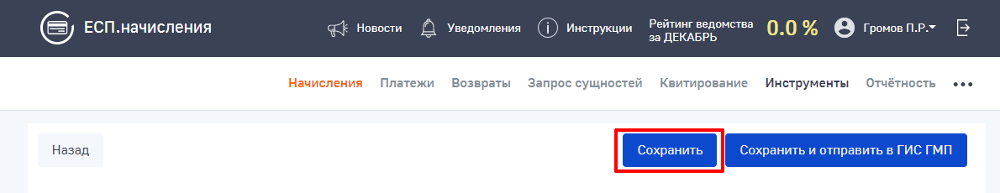 ЕСП.начисления
Новости
Уведомления
Инструкции
Рейтинг ведомства
за ДЕКАБРЬ
0.0 %
Громов П.Р.
Начисления Платежи Возвраты Запрос сущностей Квитирование Инструменты Отчётность
Назад
Сохранить
Сохранить и отправить в ГИС ГМП